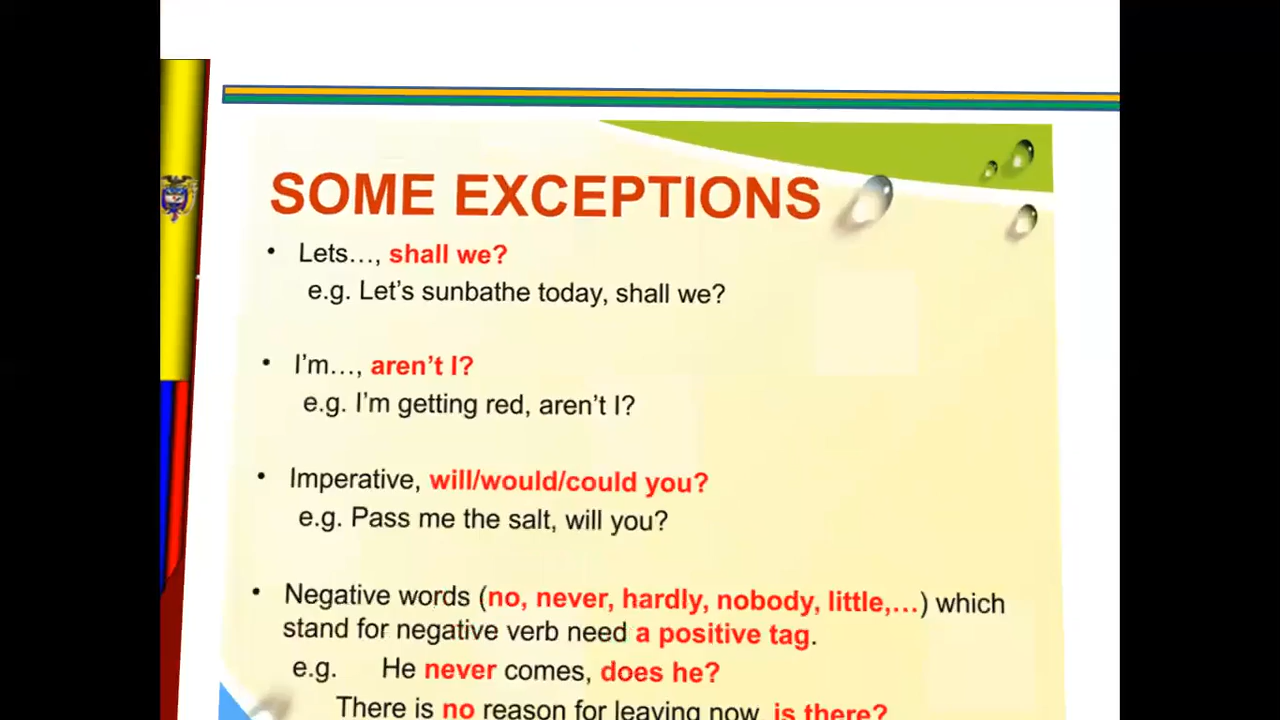 SOME EXCEPTIONS
• Lets…, shall we?
e.g. Let's sunbathe today, shall we?
• I'm…, aren't I?
e.g. I'm getting red, aren't I?
• Imperative, will/would/could you?
e.g. Pass me the salt, will you?
• Negative words (no, never, hardly, nobody, little,…) which
stand for negative verb need a positive tag.
e.g. He never comes, does he?
There is no reason for leaving now, is there?